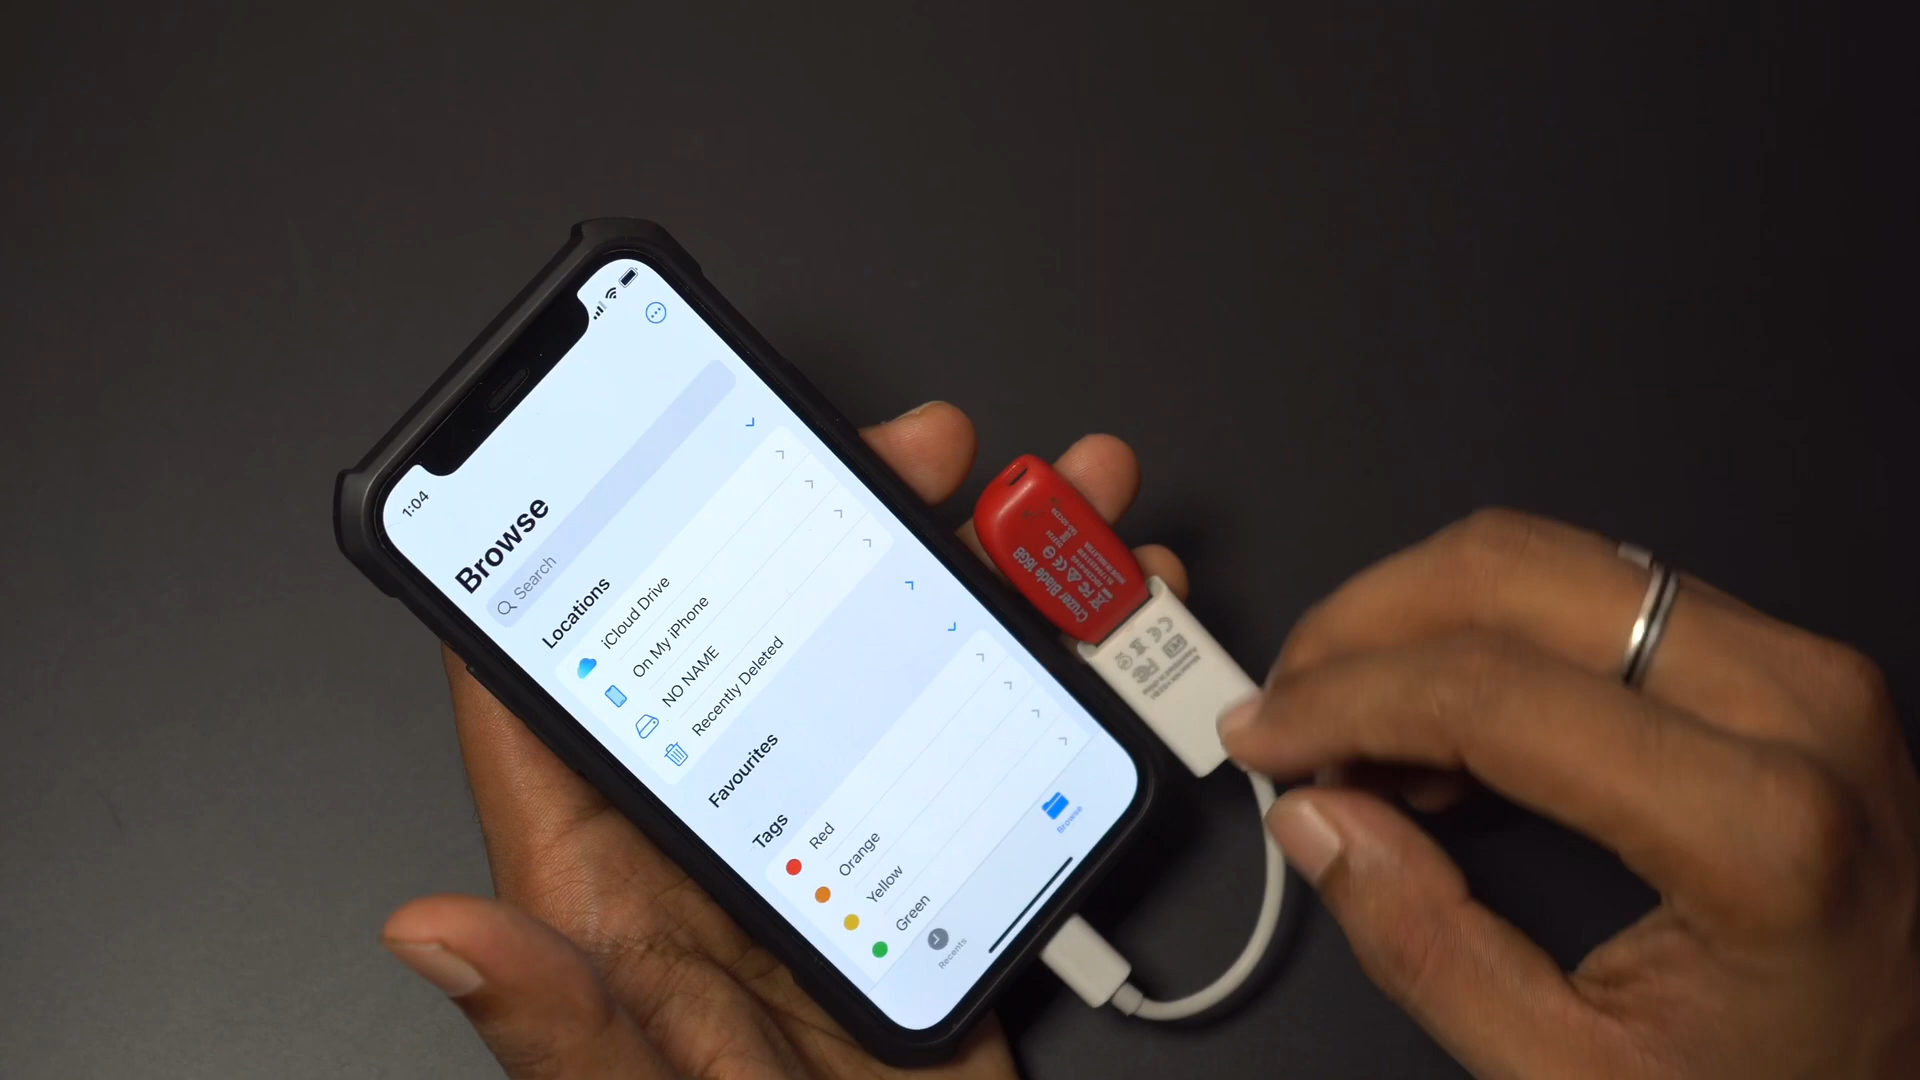 1:04
Browse
Search
Locations
iCloud Drive
On My iPhone
NO NAME
Recently Deleted
Favourites
Tags
Red
Orange
Yellow
Green
Recents
Browse
Cruzer Blade 16GB